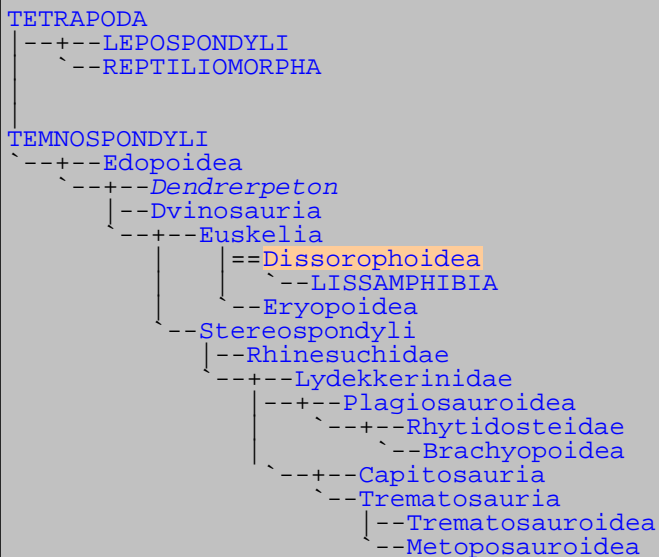 TETRAPODA
|--+--LEPOSPONDYLI
|  `--REPTILIOMORPHA
|
|
TEMNOSPONDYLI
`--+--Edopoidea
   `--+--Dendrerpeton
      |--Dvinosauria
      `--+--Euskelia
         |  |==Dissorophoidea
         |  |  `--LISSAMPHIBIA
         |  `--Eryopoidea
         `--Stereospondyli
            |--Rhinesuchidae
            `--+--Lydekkerinidae
               |--+--Plagiosauroidea
               |  `--+--Rhytidosteidae
               |     `--Brachyopoidea
               `--+--Capitosauria
                  `--Trematosauria
                     |--Trematosauroidea
                     `--Metoposauroidea